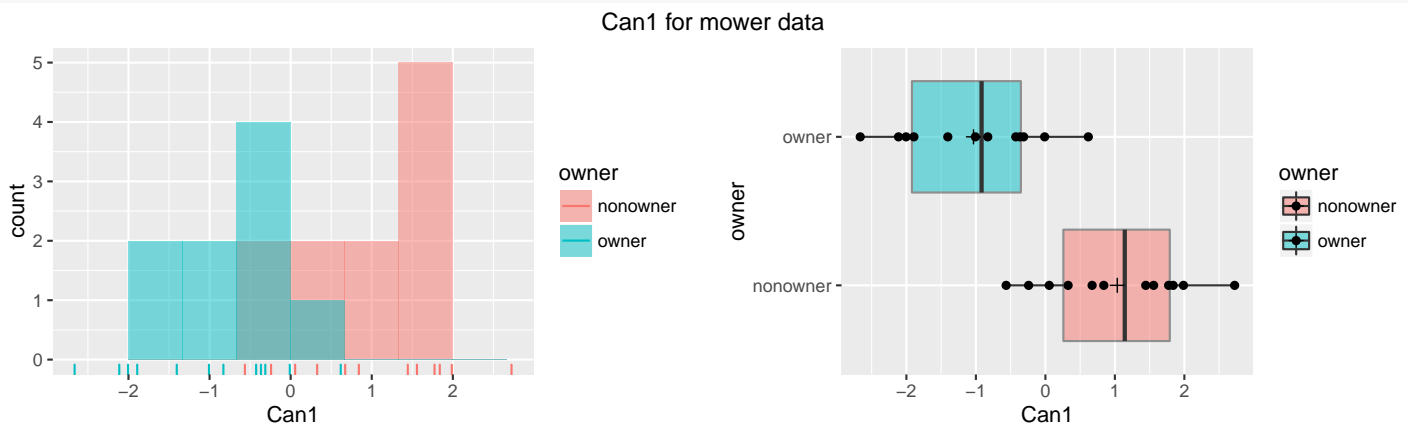 Can1 for mower data
5
4
3
2
1
0
count
−2 −1 0 1 2
Can1
owner
nonowner
owner
owner
nonowner
owner
−2 −1 0 1 2
Can1
owner
nonowner
owner